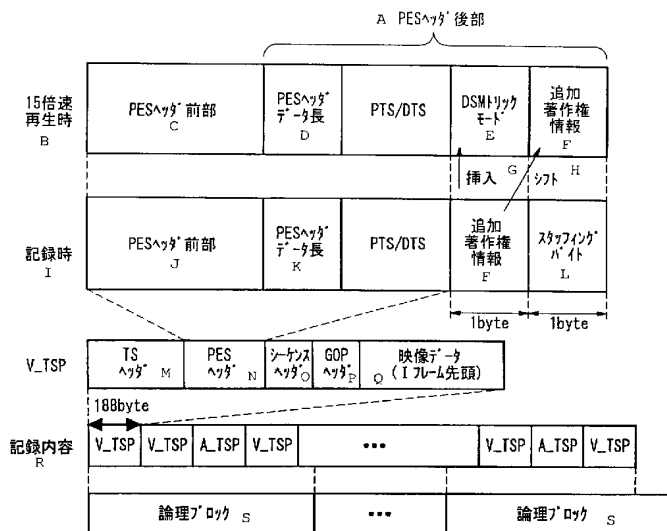 A PESヘッダ後部
15倍速
再生時
B
PESヘッダ前部
C
PESヘッダ
データ長
D
PTS/DTS
DSMトリック
モード
E
追加
著作権
情報
F
挿入 G
シフト H
記録時
I
PESヘッダ前部
J
PESヘッダ
データ長
K
PTS/DTS
追加
著作権
情報
F
スタッフィング
バイト
L
1byte
1byte
V_TSP
TS
ヘッダ M
PES
ヘッダ N
シーケンス
ヘッダ O
GOP
ヘッダ P
映像データ
Q (Iフレーム先頭)
188byte
記録内容
R
V_TSP V_TSP A_TSP V_TSP ••• V_TSP A_TSP V_TSP
論理ブロック S ••• 論理ブロック S